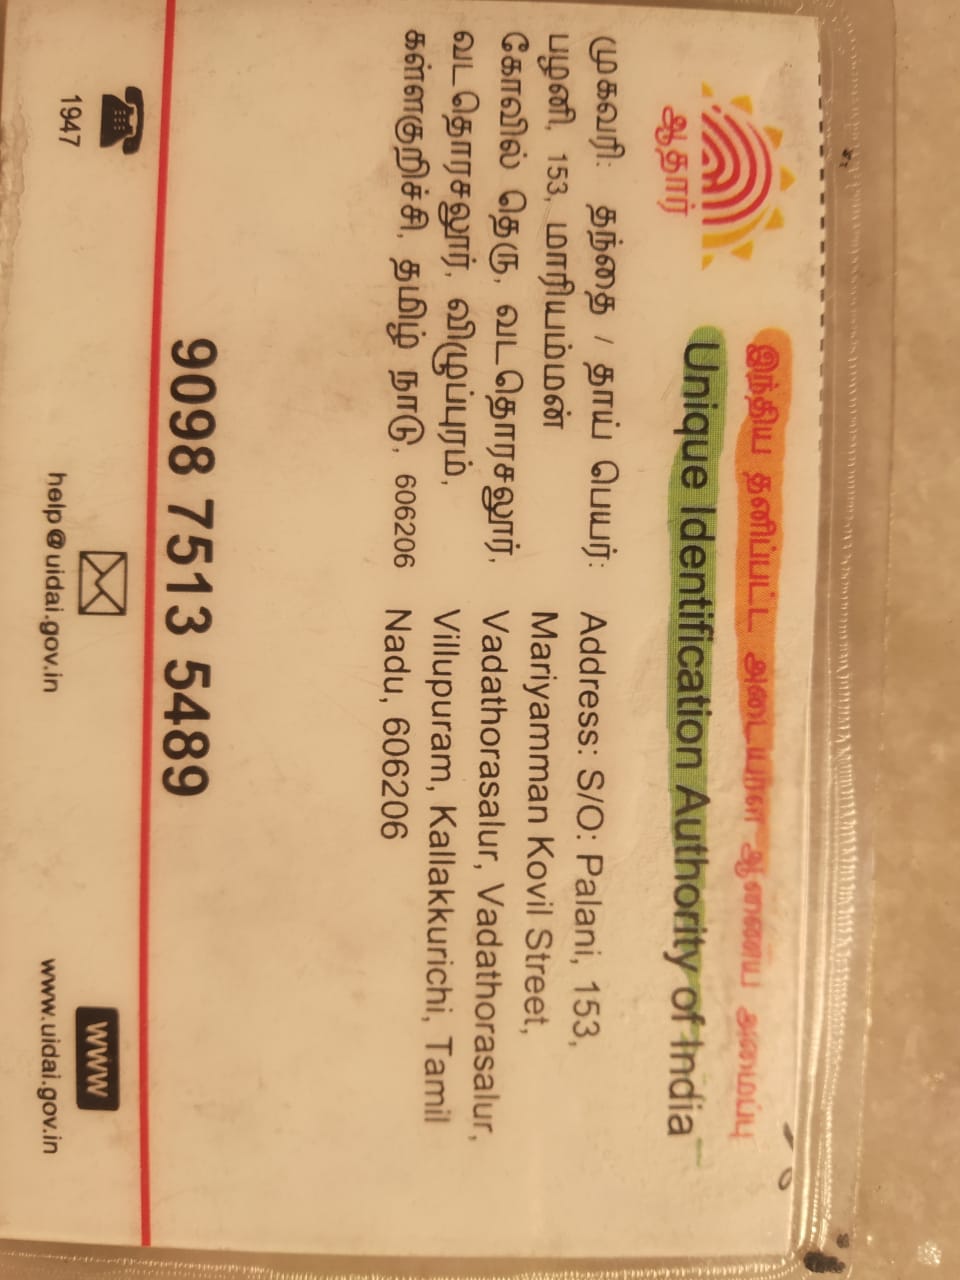 இந்திய தனிப்பட்ட அடையாள ஆணைய அமைப்பு
Unique Identification Authority of India
ஆதார்
முகவரி: தந்தை / தாய் பெயர்:
பழனி, 153, மாரியம்மன்
கோவில் தெரு, வடதொரசலூர்,
வடதொரசலூர், விழுப்புரம்,
கள்ளகுறிச்சி, தமிழ் நாடு, 606206
Address: S/O: Palani, 153,
Mariyamman Kovil Street,
Vadathorasalur, Vadathorasalur,
Villupuram, Kallakkurichi, Tamil
Nadu, 606206
9098 7513 5489
1947
help@uidai.gov.in
WWW
www.uidai.gov.in